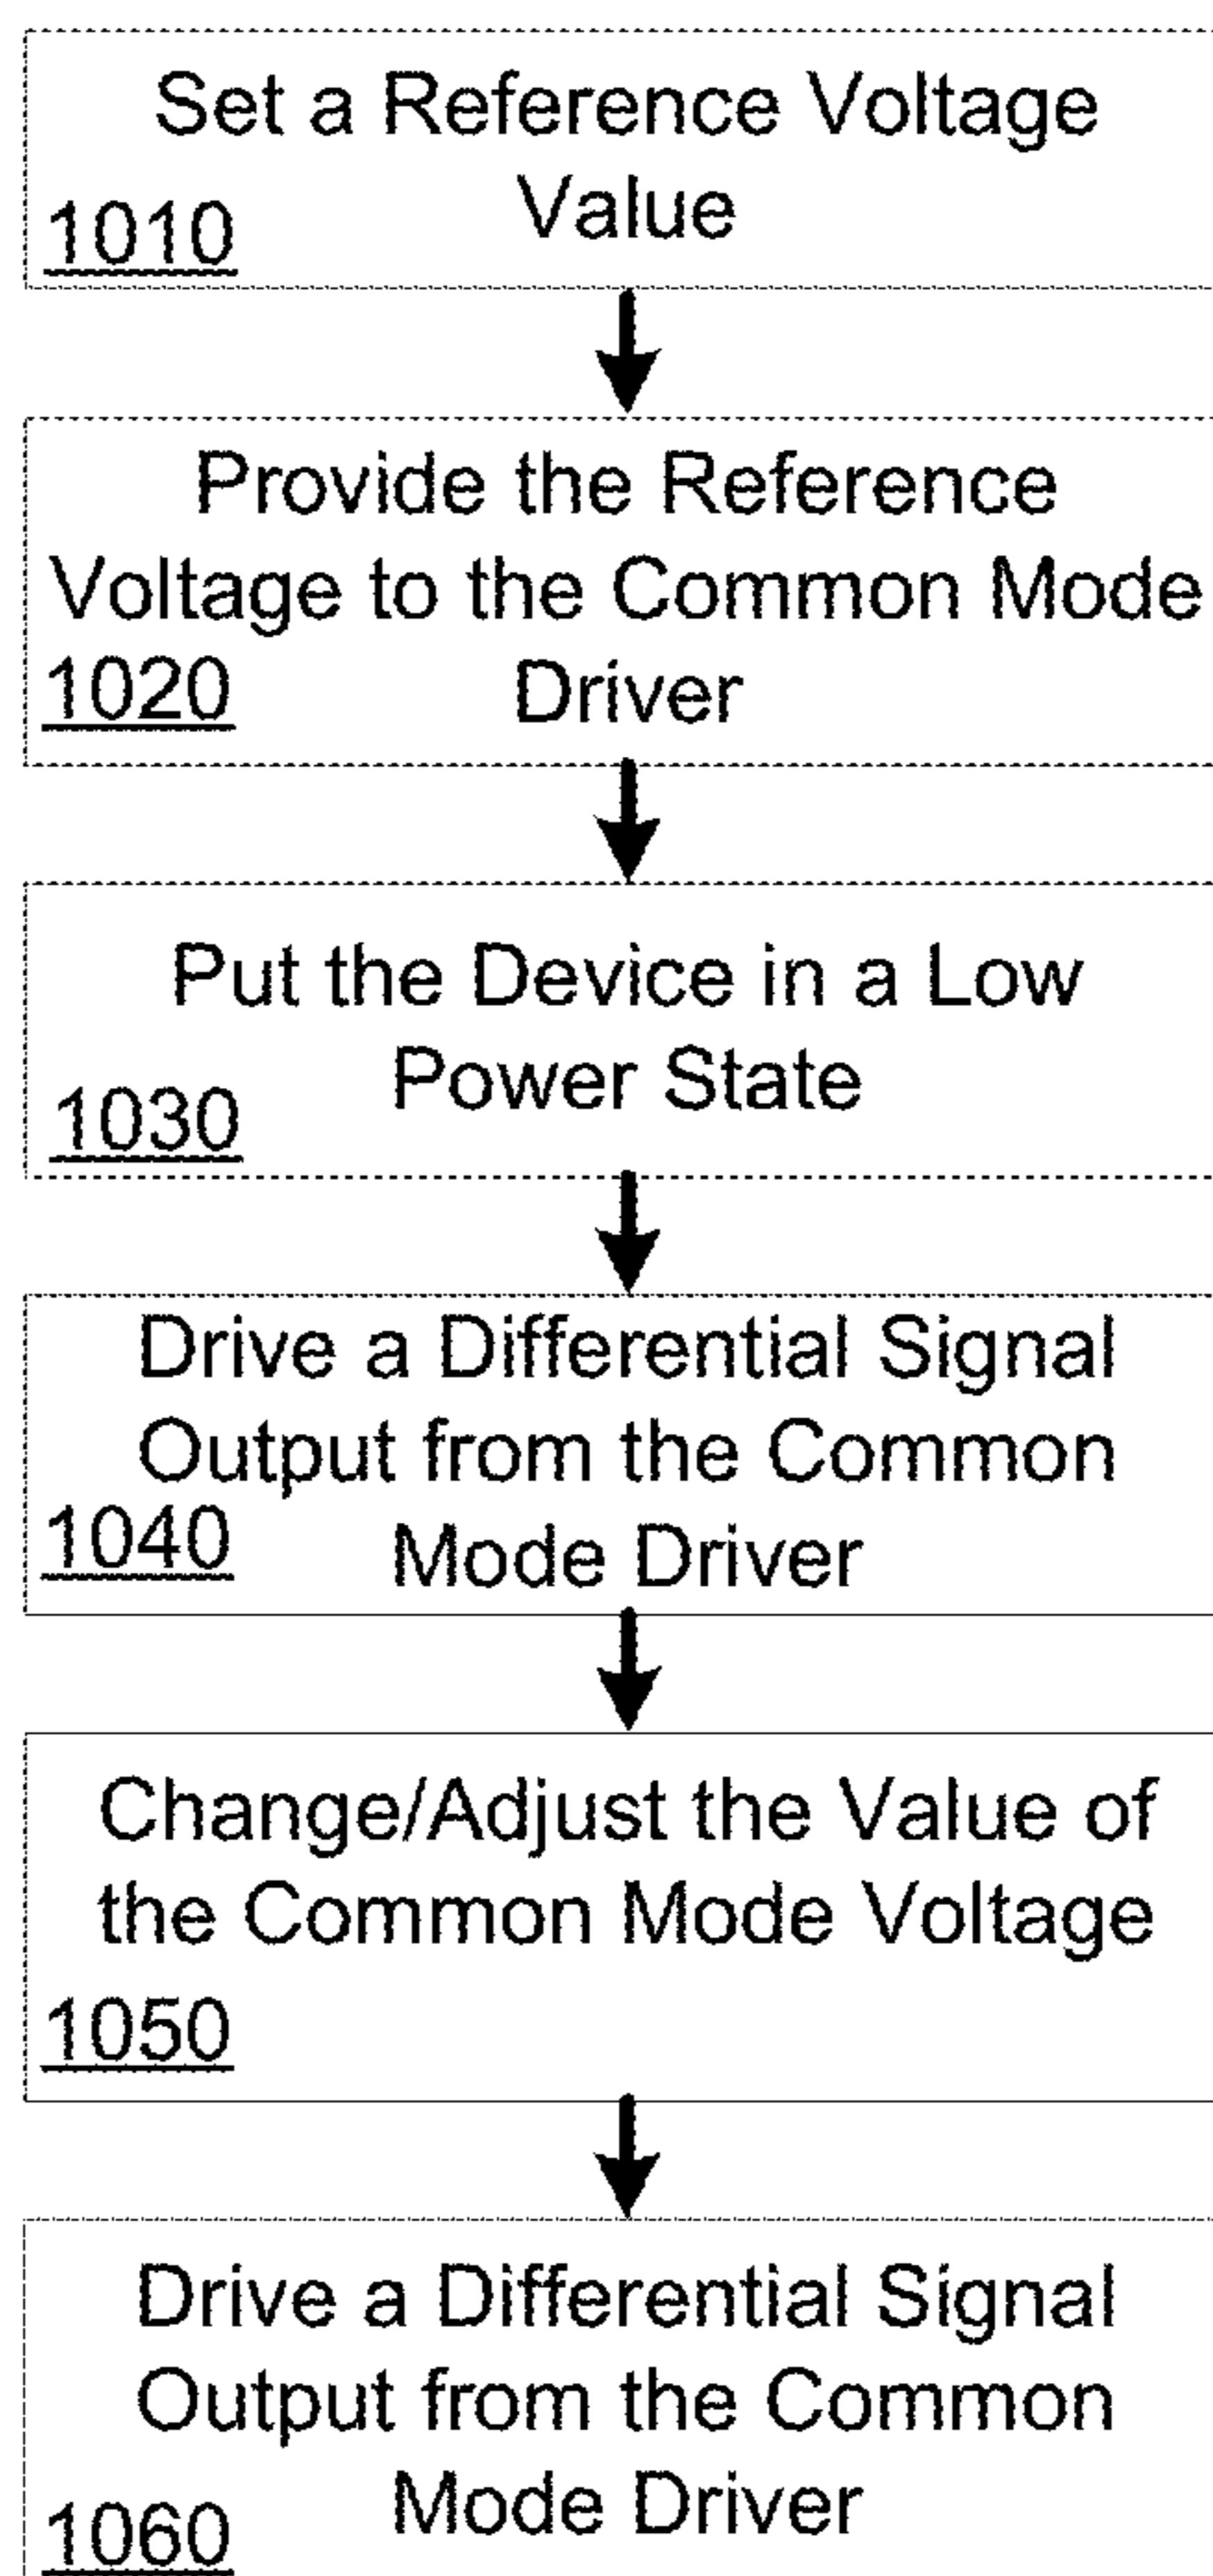 Set a Reference Voltage
Value
1010
Provide the Reference
Voltage to the Common Mode
Driver
1020
Put the Device in a Low
Power State
1030
Drive a Differential Signal
Output from the Common
Mode Driver
1040
Change/Adjust the Value of
the Common Mode Voltage
1050
Drive a Differential Signal
Output from the Common
Mode Driver
1060